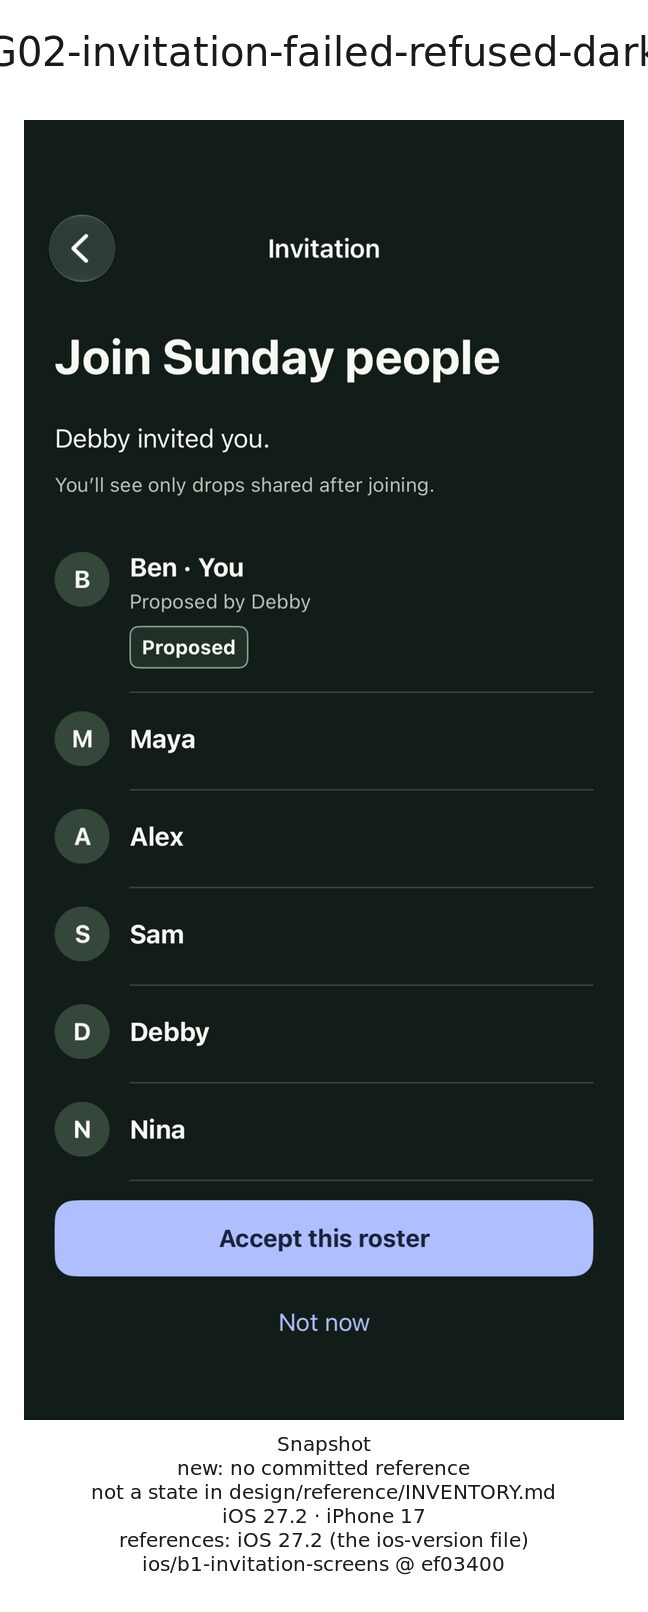 G02-invitation-failed-refused-dark
Invitation
Join Sunday people
Debby invited you.
You’ll see only drops shared after joining.
B
Ben · You
Proposed by Debby
Proposed
M
Maya
A
Alex
S
Sam
D
Debby
N
Nina
Accept this roster
Not now
Snapshot
new: no committed reference
not a state in design/reference/INVENTORY.md
iOS 27.2 · iPhone 17
references: iOS 27.2 (the ios-version file)
ios/b1-invitation-screens @ ef03400